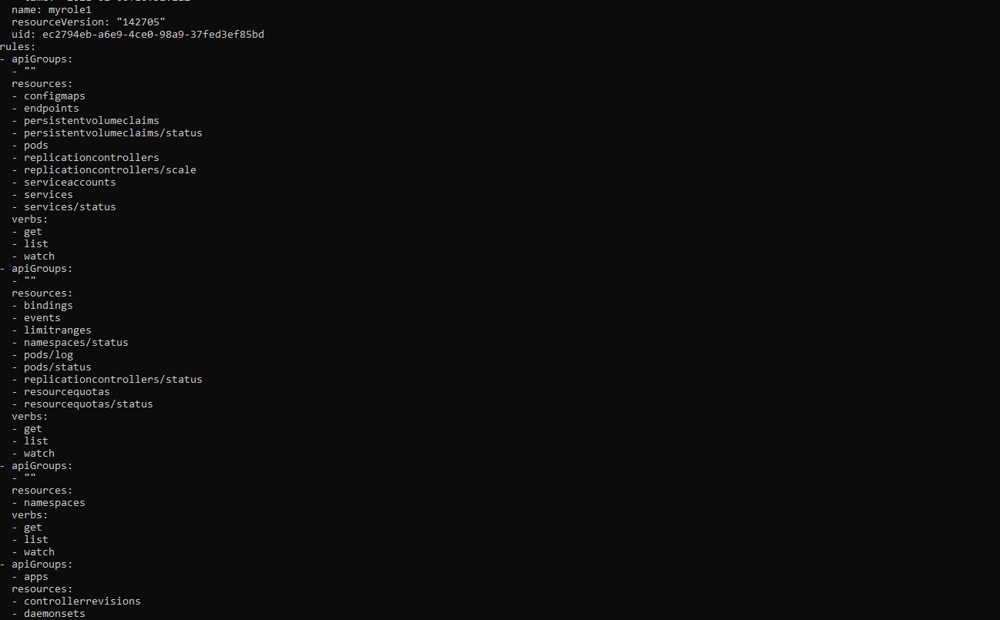 name: myrole1
resourceVersion: "142705"
uid: ec2794eb-a6e9-4ce0-98a9-37fed3ef85bd
rules:
- apiGroups:
  - ""
  resources:
  - configmaps
  - endpoints
  - persistentvolumeclaims
  - persistentvolumeclaims/status
  - pods
  - replicationcontrollers
  - replicationcontrollers/scale
  - serviceaccounts
  - services
  - services/status
  verbs:
  - get
  - list
  - watch
- apiGroups:
  - ""
  resources:
  - bindings
  - events
  - limitranges
  - namespaces/status
  - pods/log
  - pods/status
  - replicationcontrollers/status
  - resourcequotas
  - resourcequotas/status
  verbs:
  - get
  - list
  - watch
- apiGroups:
  - ""
  resources:
  - namespaces
  verbs:
  - get
  - list
  - watch
- apiGroups:
  - apps
  resources:
  - controllerrevisions
  - daemonsets